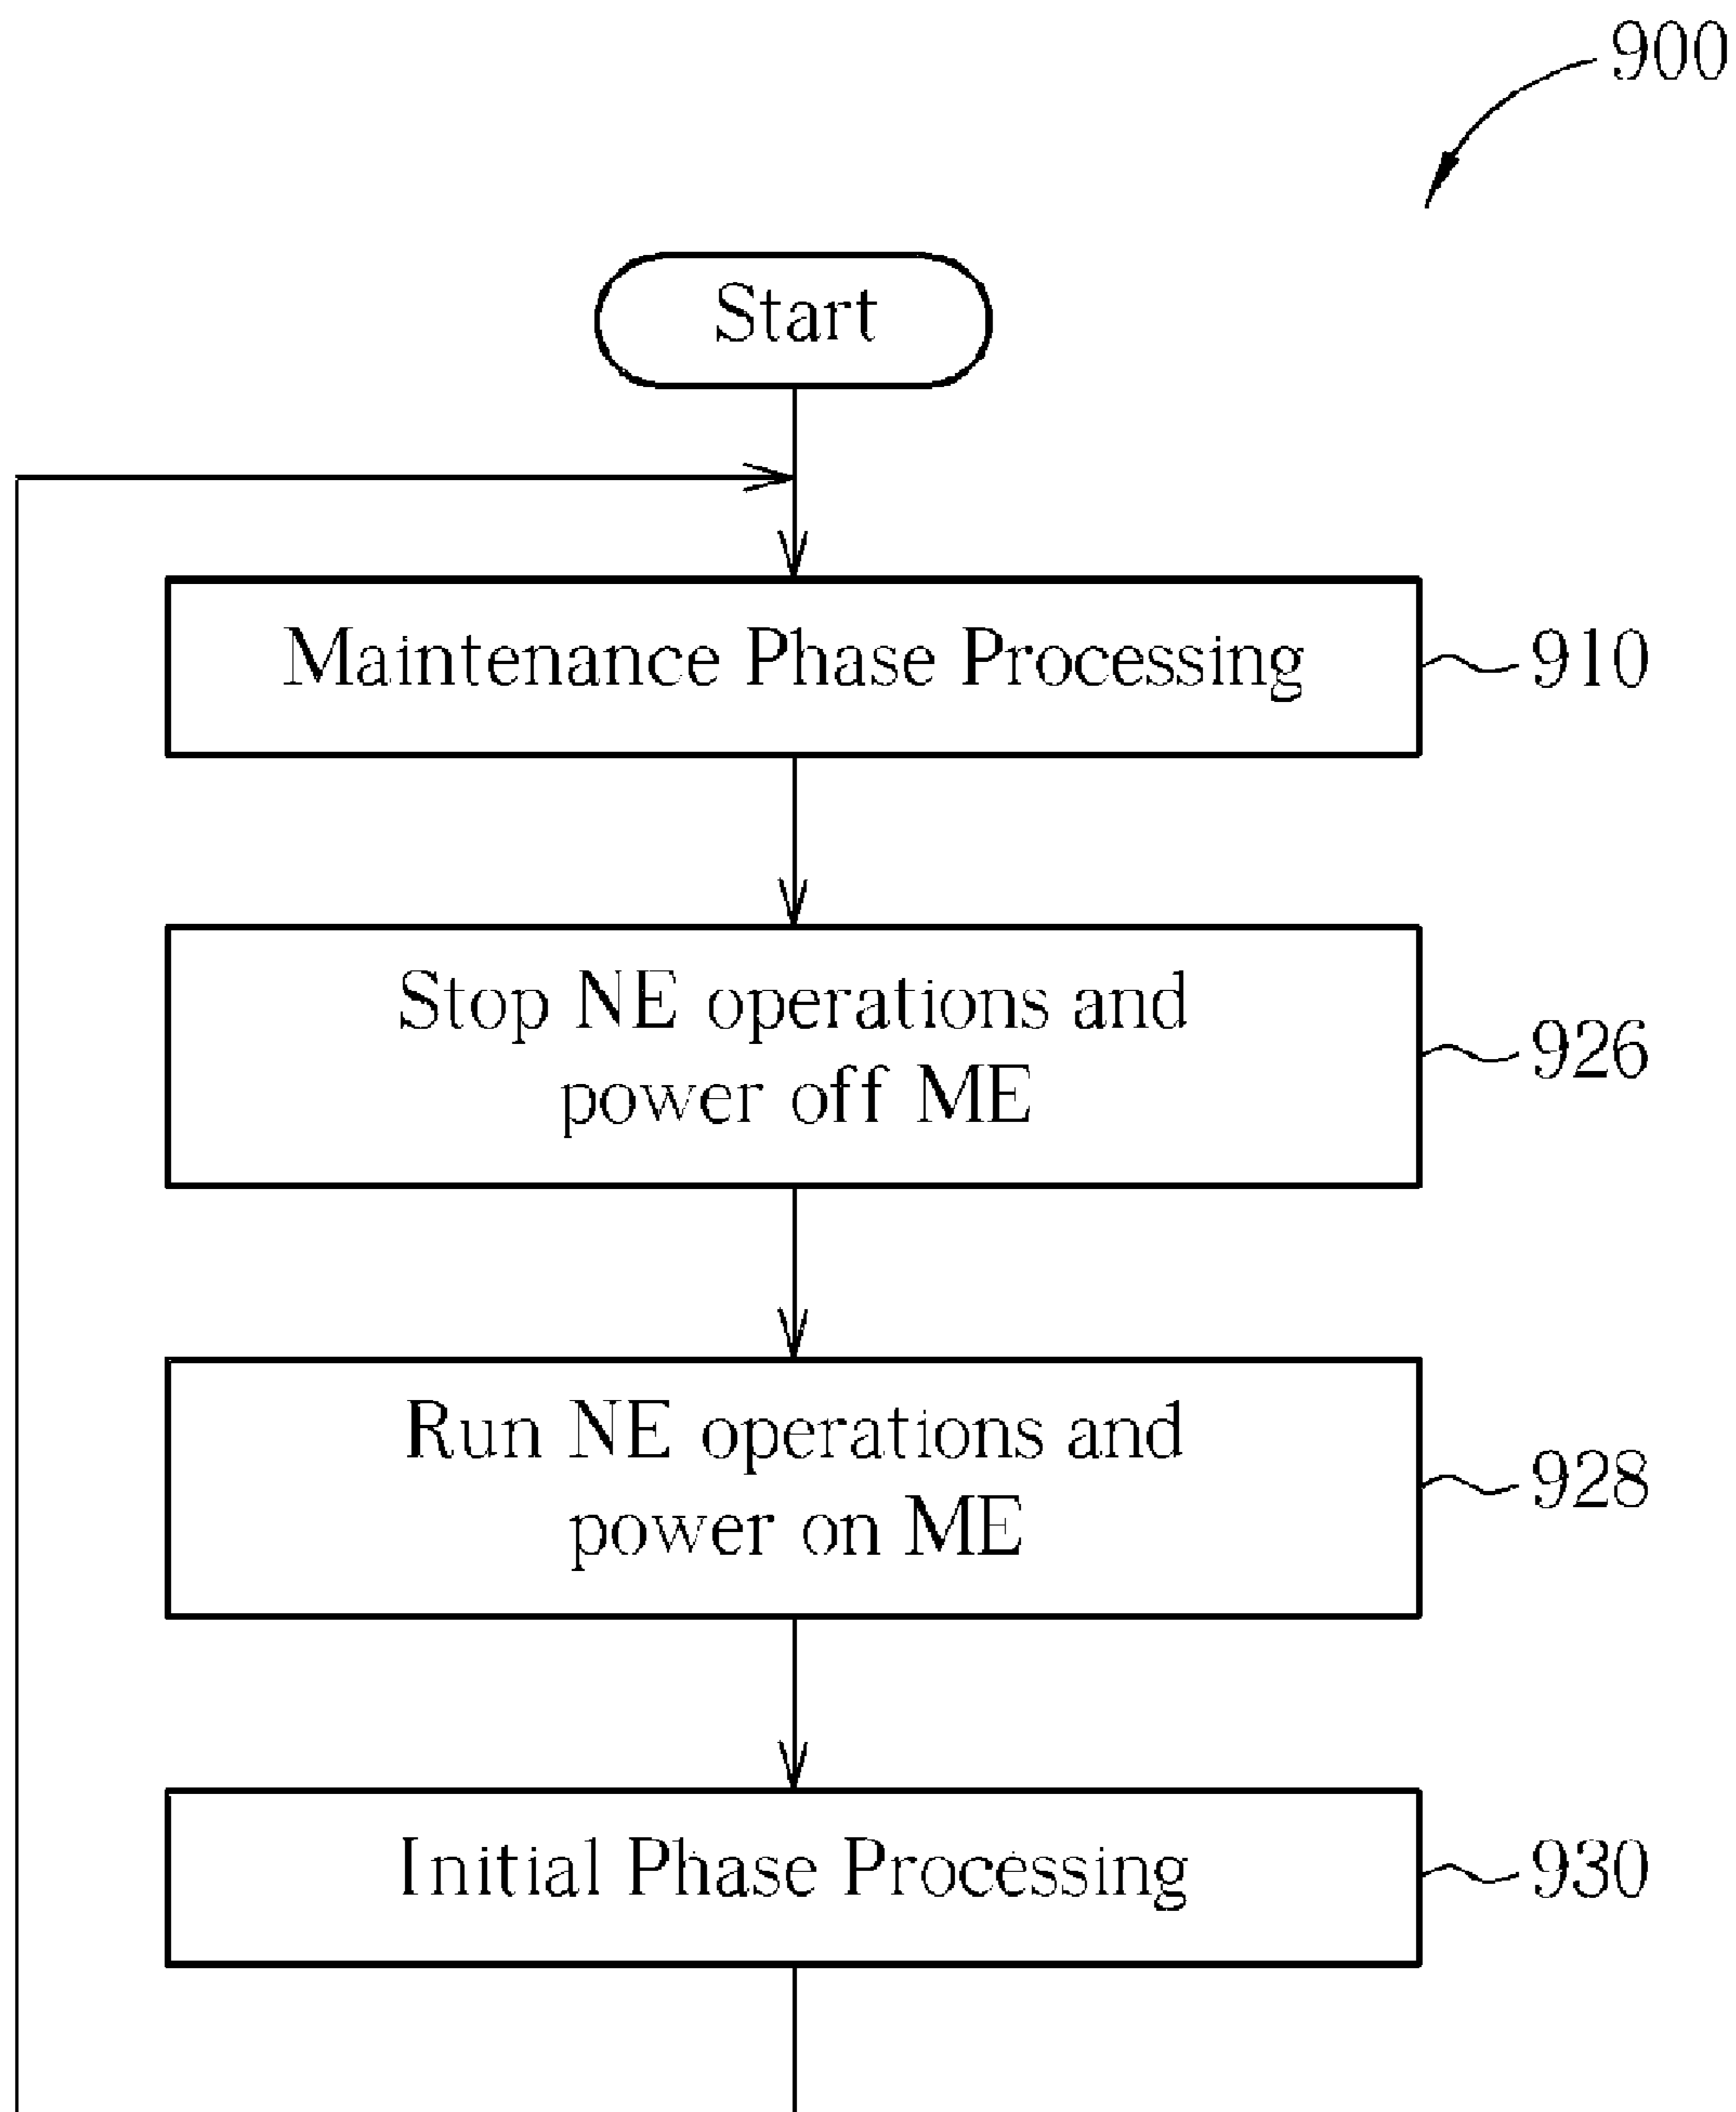 900
Start
Maintenance Phase Processing
910
Stop NE operations and
power off ME
926
Run NE operations and
power on ME
928
Initial Phase Processing
930